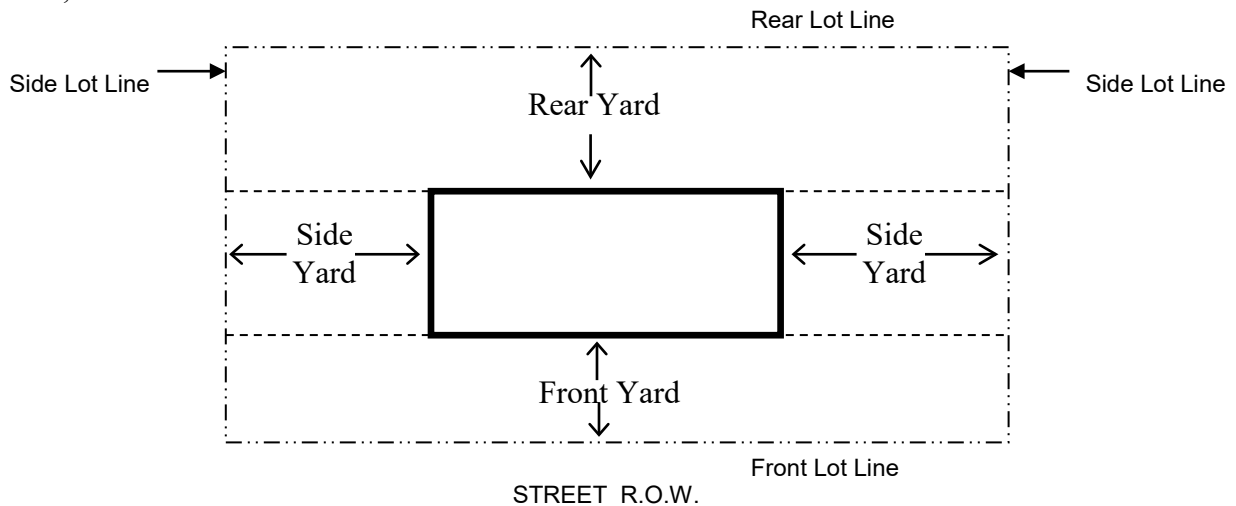 Rear Lot Line
Side Lot Line
Side Lot Line
Rear Yard
Side
Yard
Side
Yard
Front Yard
Front Lot Line
STREET R.O.W.